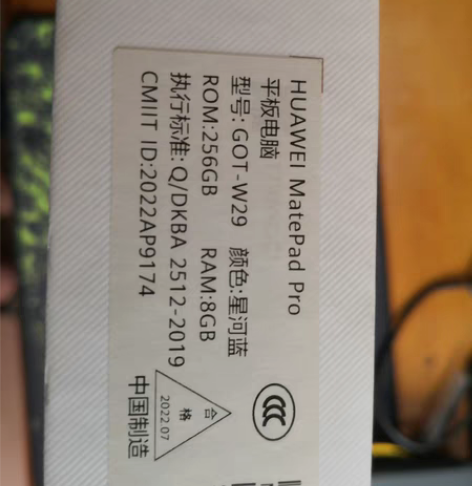 HUAWEI MatePad Pro
平板电脑
型号: GOT-W29 颜色:星河蓝
ROM:256GB RAM:8GB
执行标准: Q/DKBA 2512-2019
CMIIT ID:2022AP9174
CCC
合
格
2022.07
中国制造